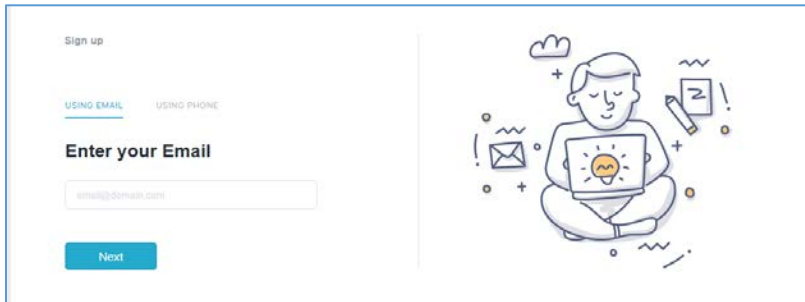 Sign up
USING EMAIL USING PHONE
Enter your Email
email@domain.com
Next